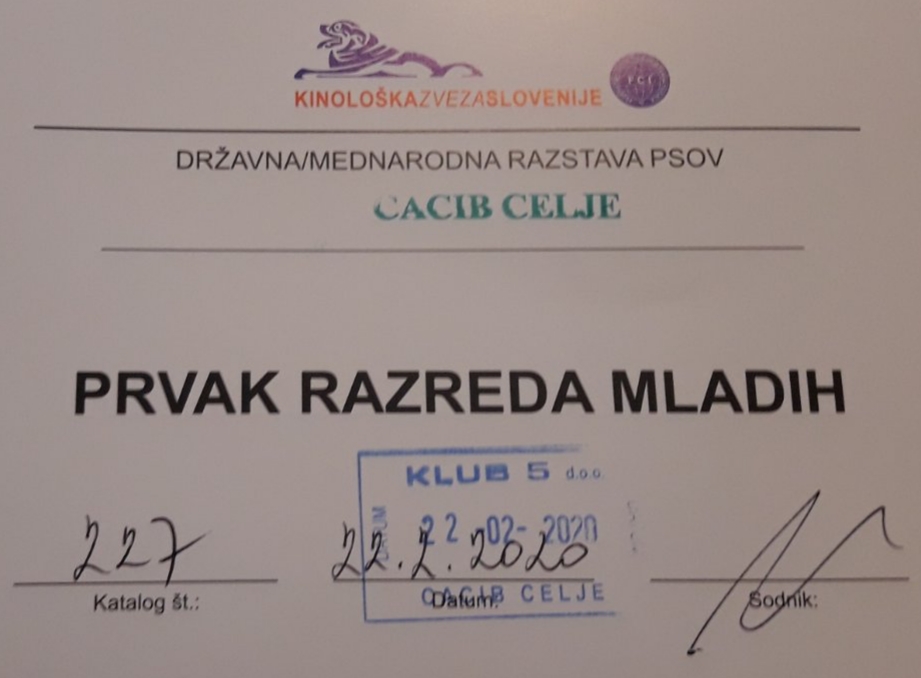 KINOLOŠKAZVEZASLOVENIJE
FCI
DRŽAVNA/MEDNARODNA RAZSTAVA PSOV
CACIB CELJE
PRVAK RAZREDA MLADIH
KLUB 5 d.o.o.
DATUM
22-02-2020
227
22.2.2020
CACIB CELJE
Katalog št.:
Datum:
Sodnik: